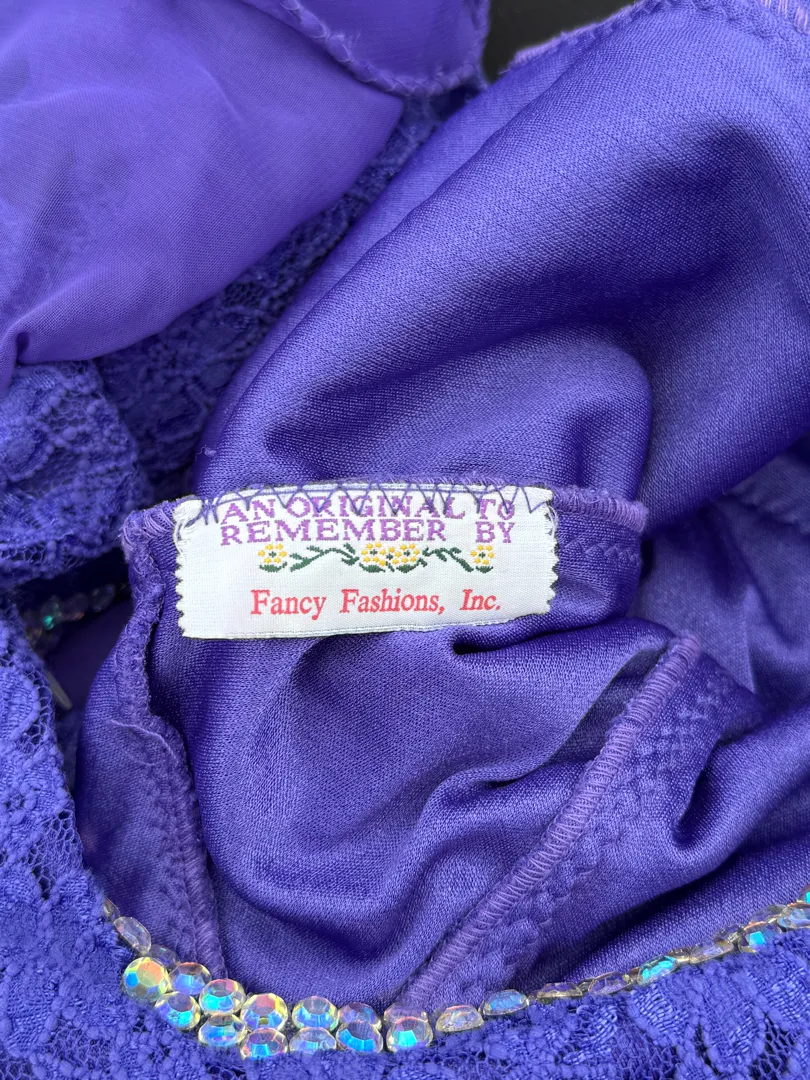 AN ORIGINAL TO
REMEMBER BY
Fancy Fashions, Inc.